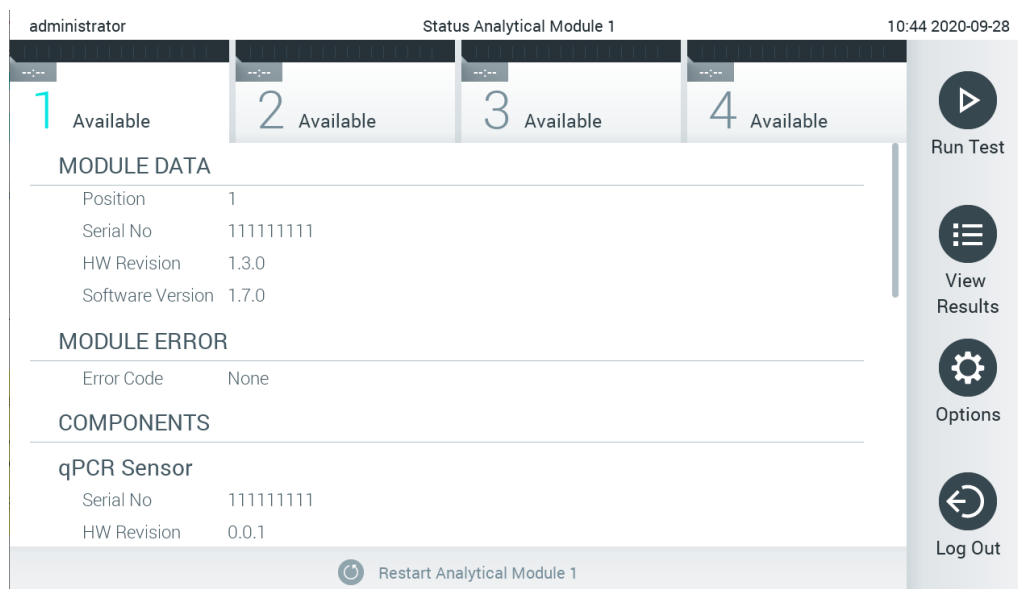 administrator Status Analytical Module 1 10:44 2020-09-28
--:-- --:-- --:-- --:--
1 Available 2 Available 3 Available 4 Available
Run Test
MODULE DATA
Position 1
Serial No 111111111
HW Revision 1.3.0
Software Version 1.7.0
View
Results
MODULE ERROR
Error Code None
Options
COMPONENTS
qPCR Sensor
Serial No 111111111
HW Revision 0.0.1
Log Out
Restart Analytical Module 1